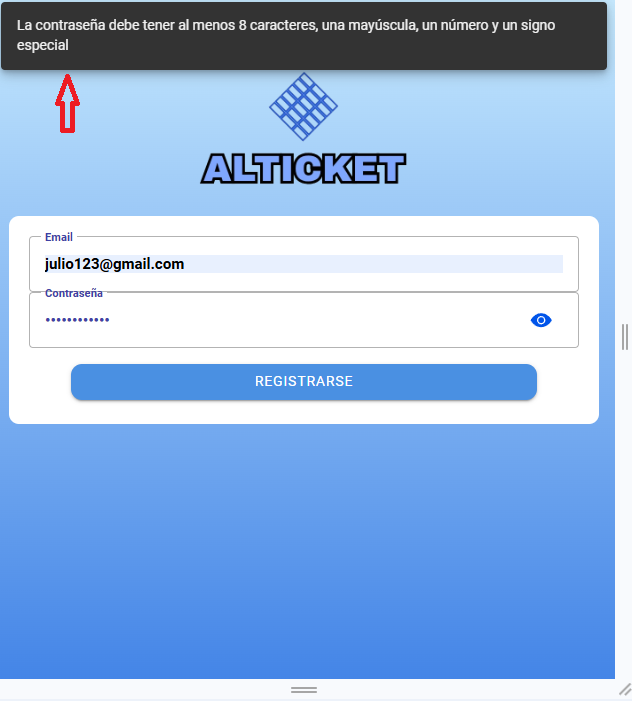 La contraseña debe tener al menos 8 caracteres, una mayúscula, un número y un signo
especial
ALTICKET
Email
julio123@gmail.com
Contraseña
••••••••••••
REGISTRARSE